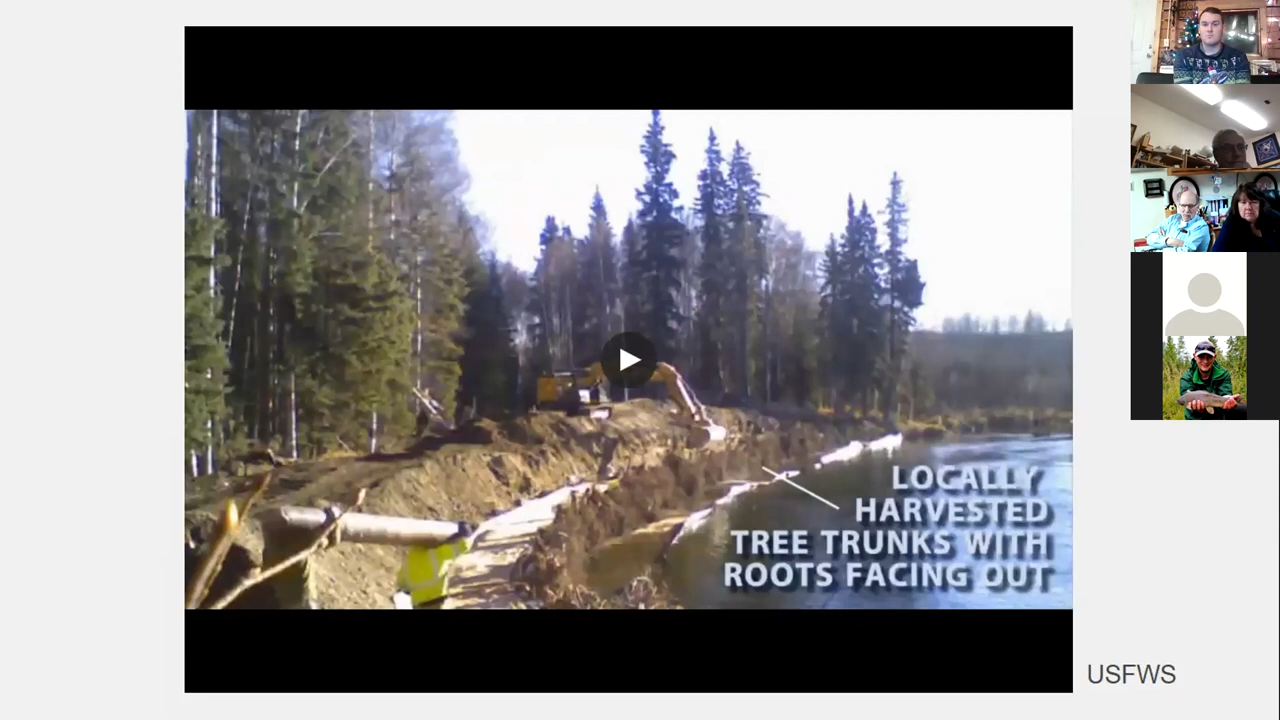 LOCALLY
HARVESTED
TREE TRUNKS WITH
ROOTS FACING OUT
USFWS